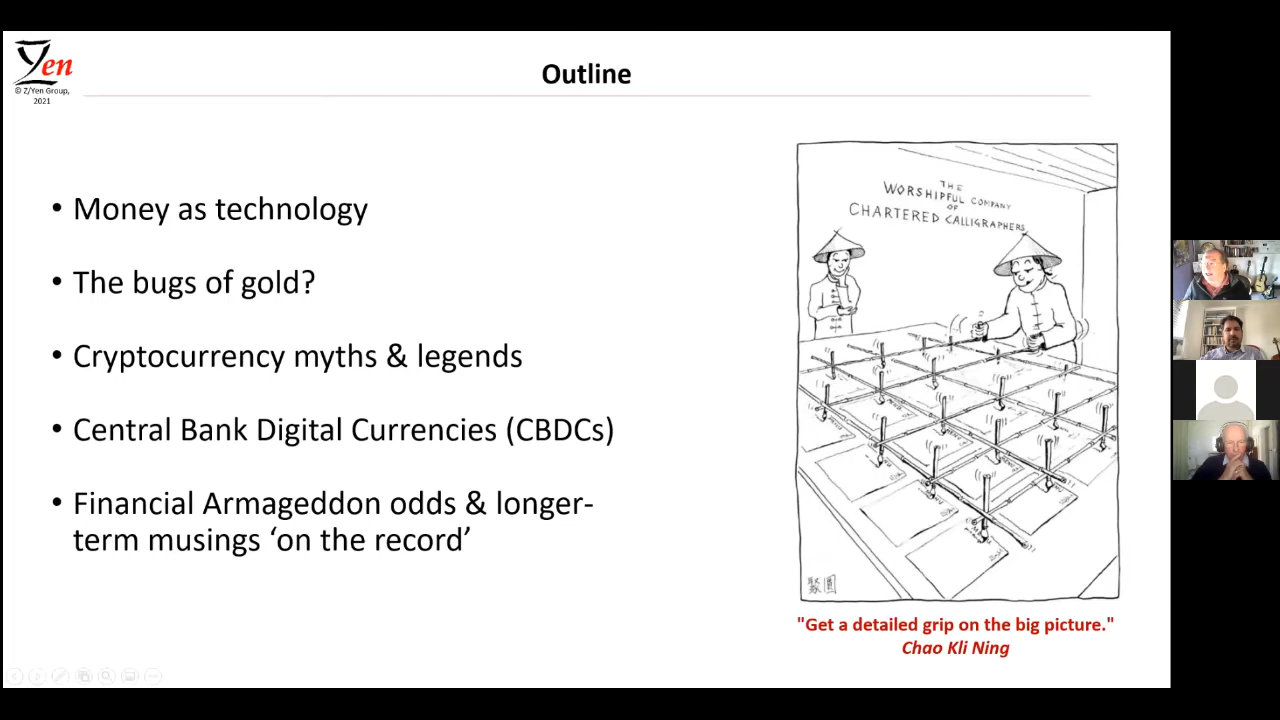 Yen
© Z/Yen Group,
2021
Outline
• Money as technology
• The bugs of gold?
• Cryptocurrency myths & legends
• Central Bank Digital Currencies (CBDCs)
• Financial Armageddon odds & longer-
term musings ‘on the record’
THE
WORSHIPFUL COMPANY
OF
CHARTERED CALLIGRAPHERS
"Get a detailed grip on the big picture."
Chao Kli Ning